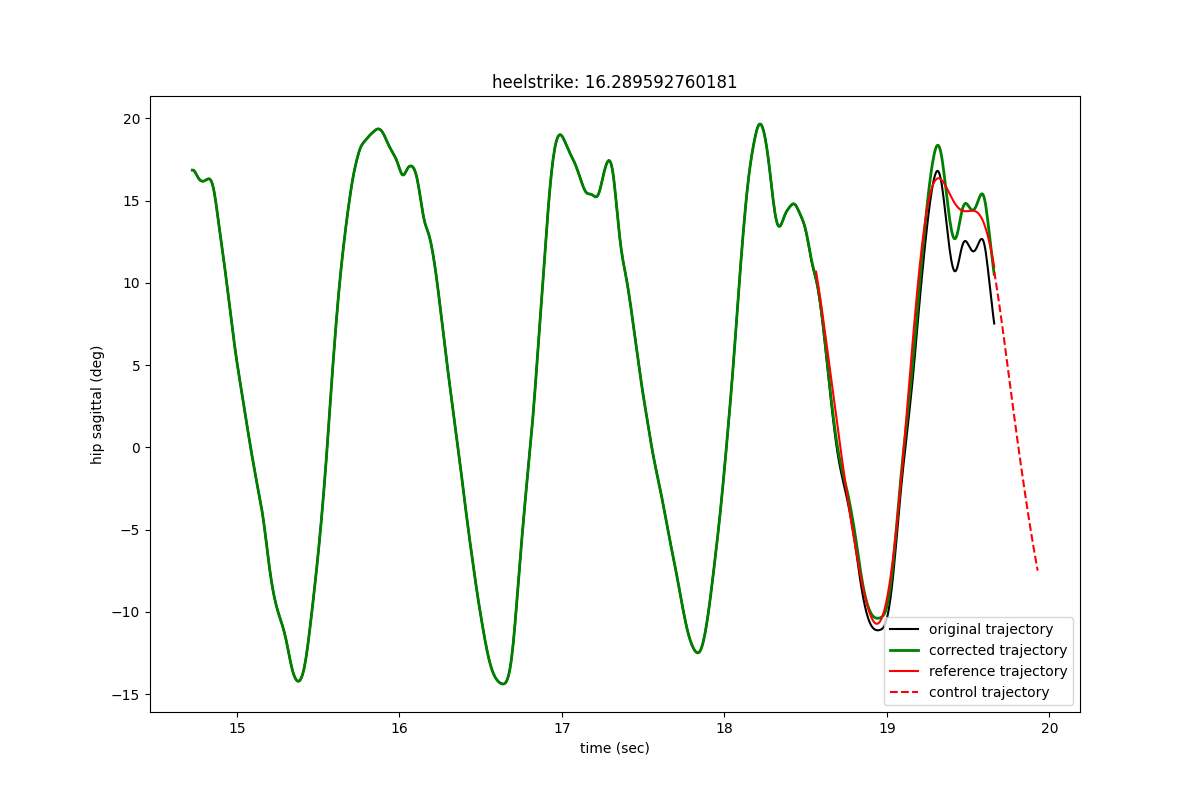 heelstrike: 16.289592760181
20
15
10
5
0
−5
−10
−15
hip sagittal (deg)
original trajectory
corrected trajectory
reference trajectory
control trajectory
15
16
17
18
19
20
time (sec)